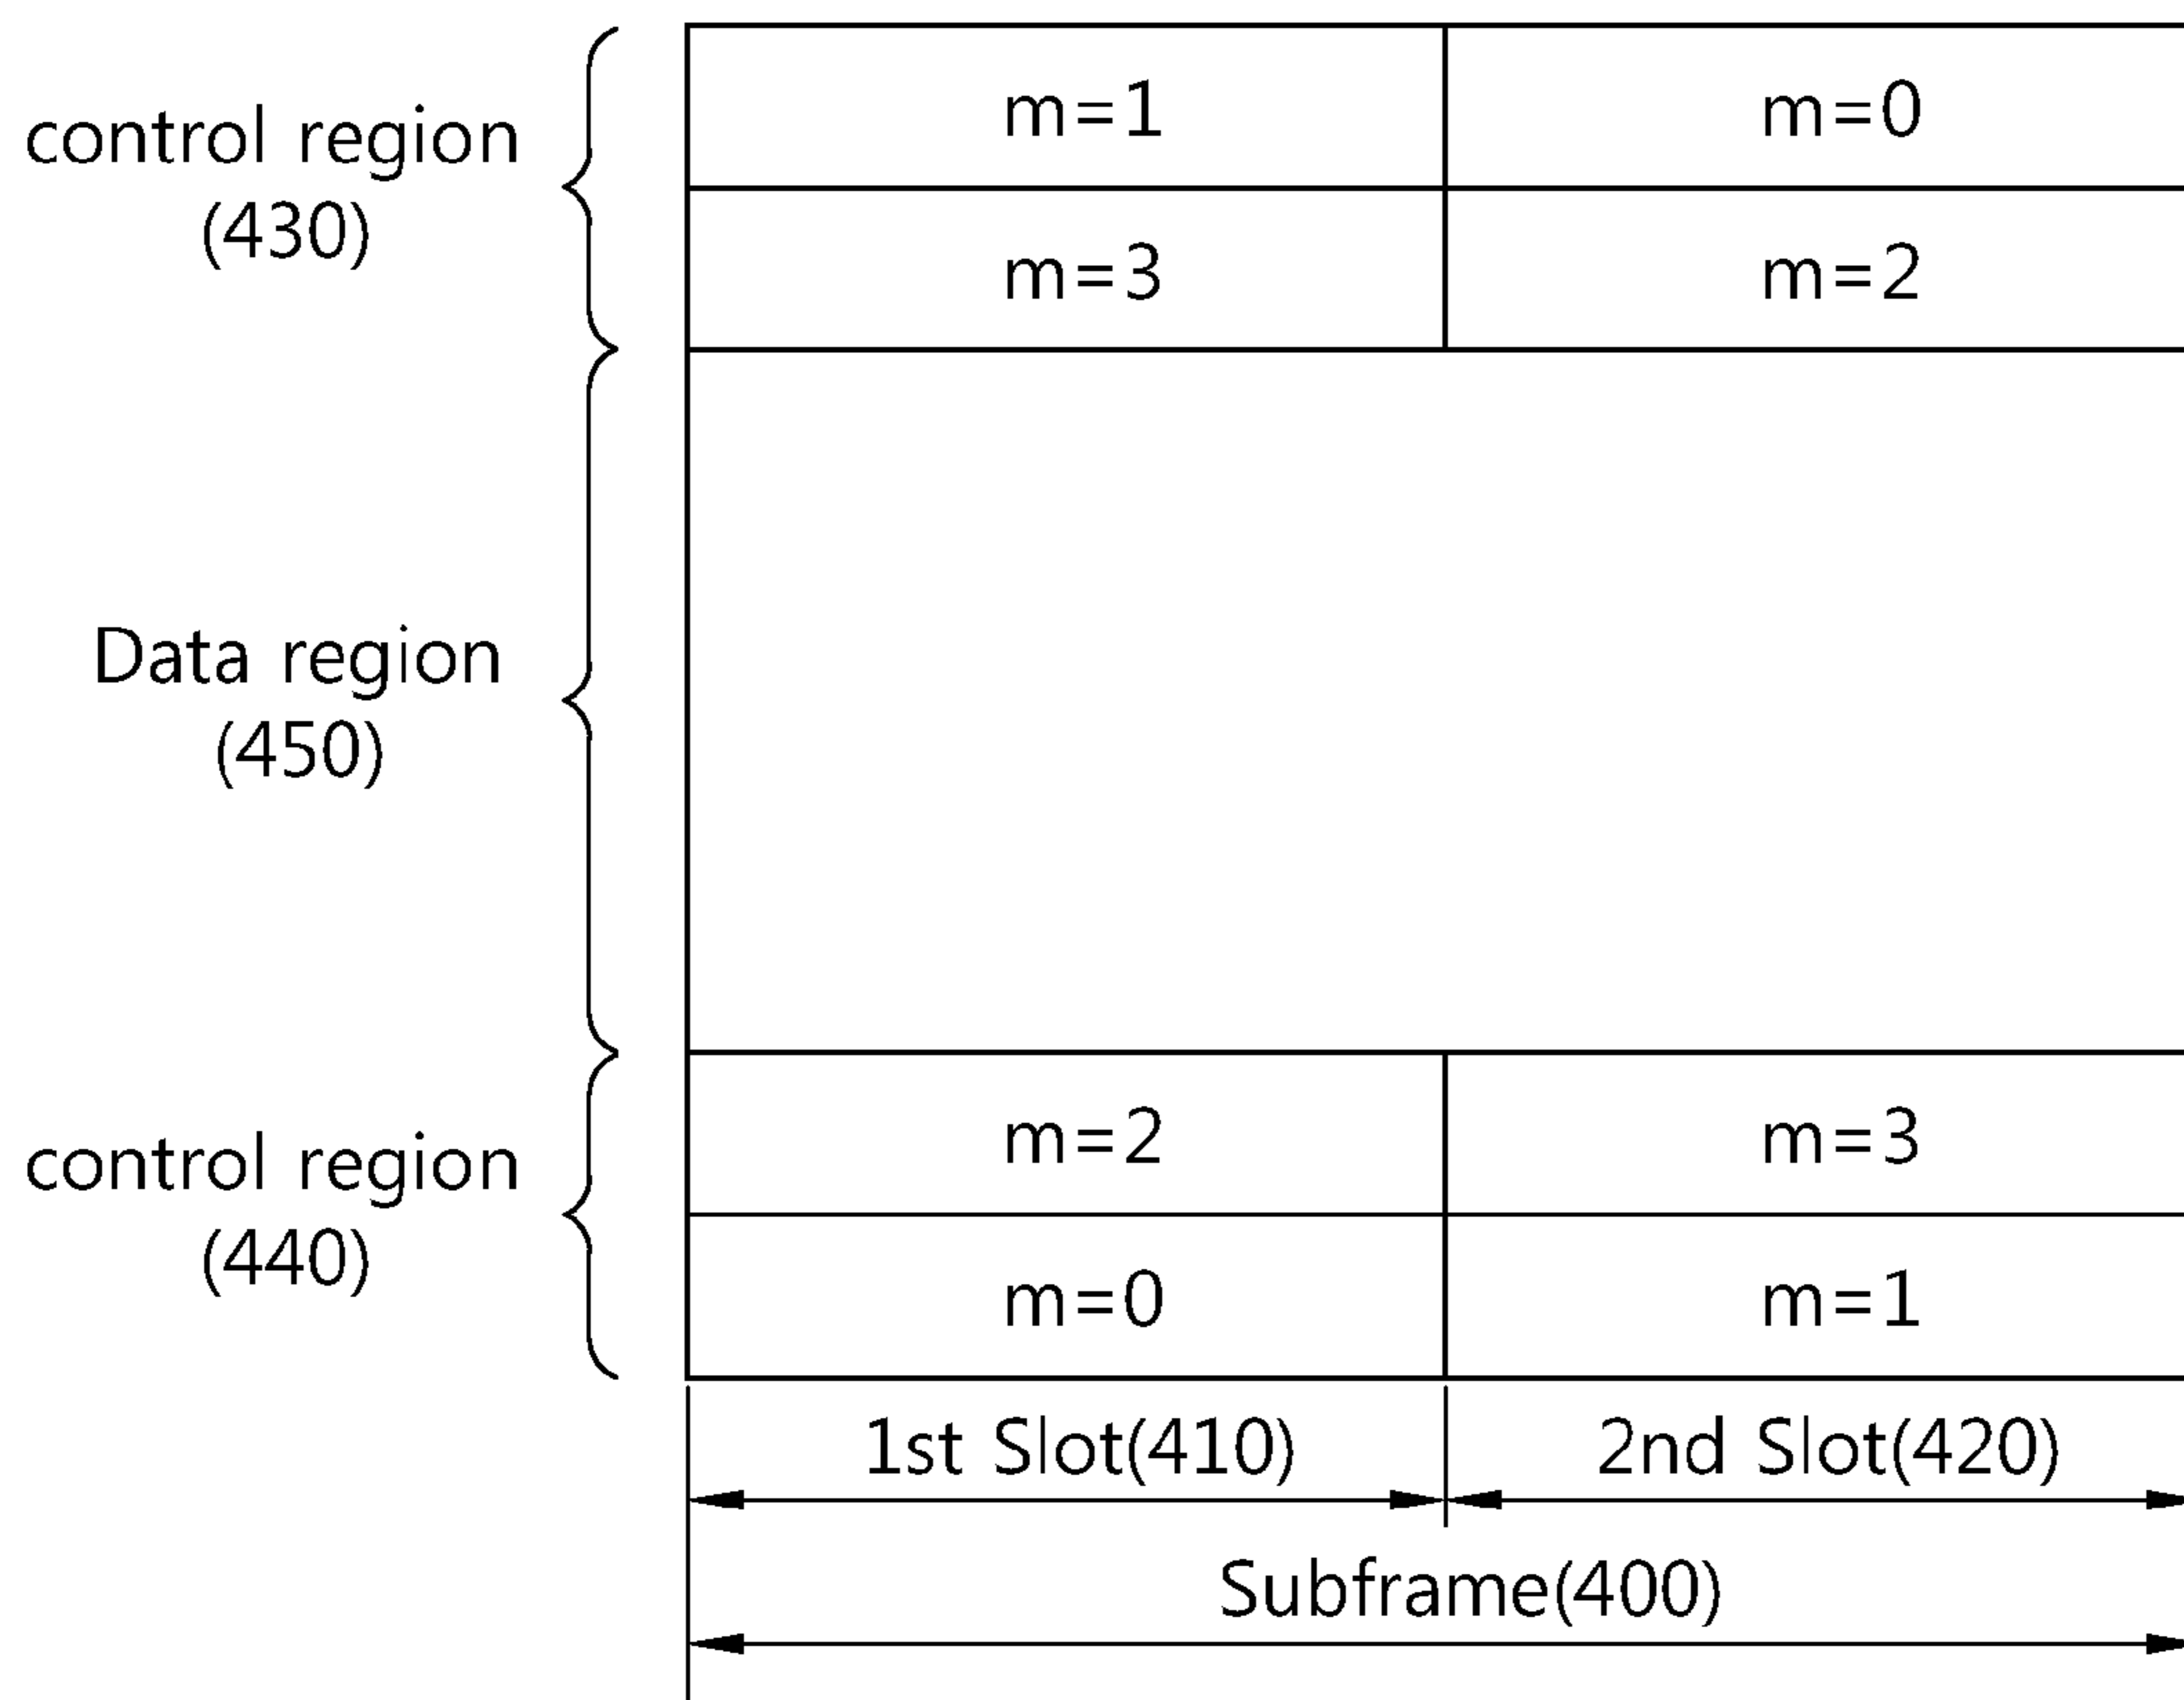 control region
(430)
m=1
m=0
m=3
m=2
Data region
(450)
control region
(440)
m=2
m=3
m=0
m=1
1st Slot(410)
2nd Slot(420)
Subframe(400)